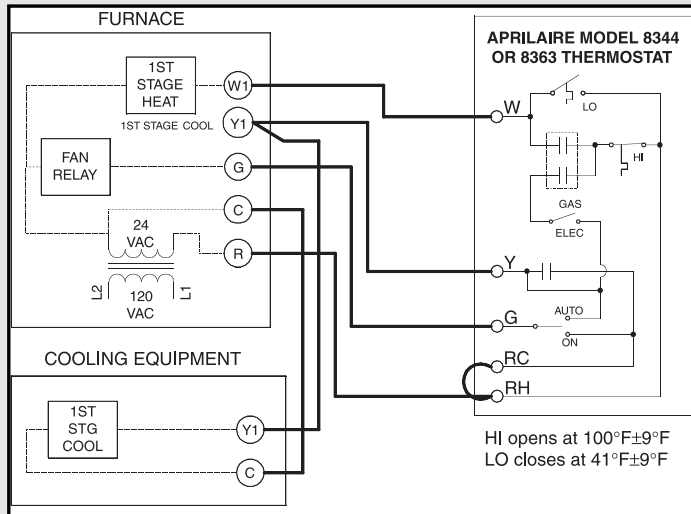 FURNACE
1ST
STAGE
HEAT
W1
1ST STAGE COOL
Y1
FAN
RELAY
G
C
24
VAC
R
L2
120
VAC
L1
COOLING EQUIPMENT
1ST
STG
COOL
Y1
C
APRILAIRE MODEL 8344
OR 8363 THERMOSTAT
W
LO
HI
GAS
ELEC
Y
G
AUTO
ON
RC
RH
HI opens at 100°F±9°F
LO closes at 41°F±9°F